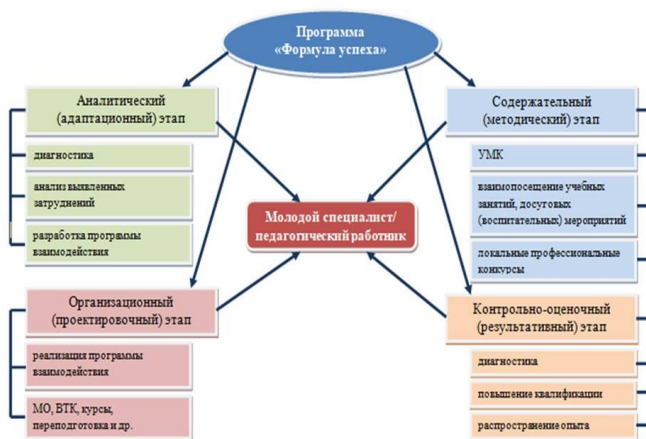 Программа
«Формула успеха»
Аналитический
(адаптационный) этап
диагностика
анализ выявленных
затруднений
разработка программы
взаимодействия
Содержательный
(методический) этап
УМК
взаимопосещение учебных
занятий, досуговых
(воспитательных) мероприятий
локальные профессиональные
конкурсы
Молодой специалист/
педагогический работник
Организационный
(проектировочный) этап
реализация программы
взаимодействия
МО, ВТК, курсы,
переподготовка и др.
Контрольно-оценочный
(результативный) этап
диагностика
повышение квалификации
распространение опыта